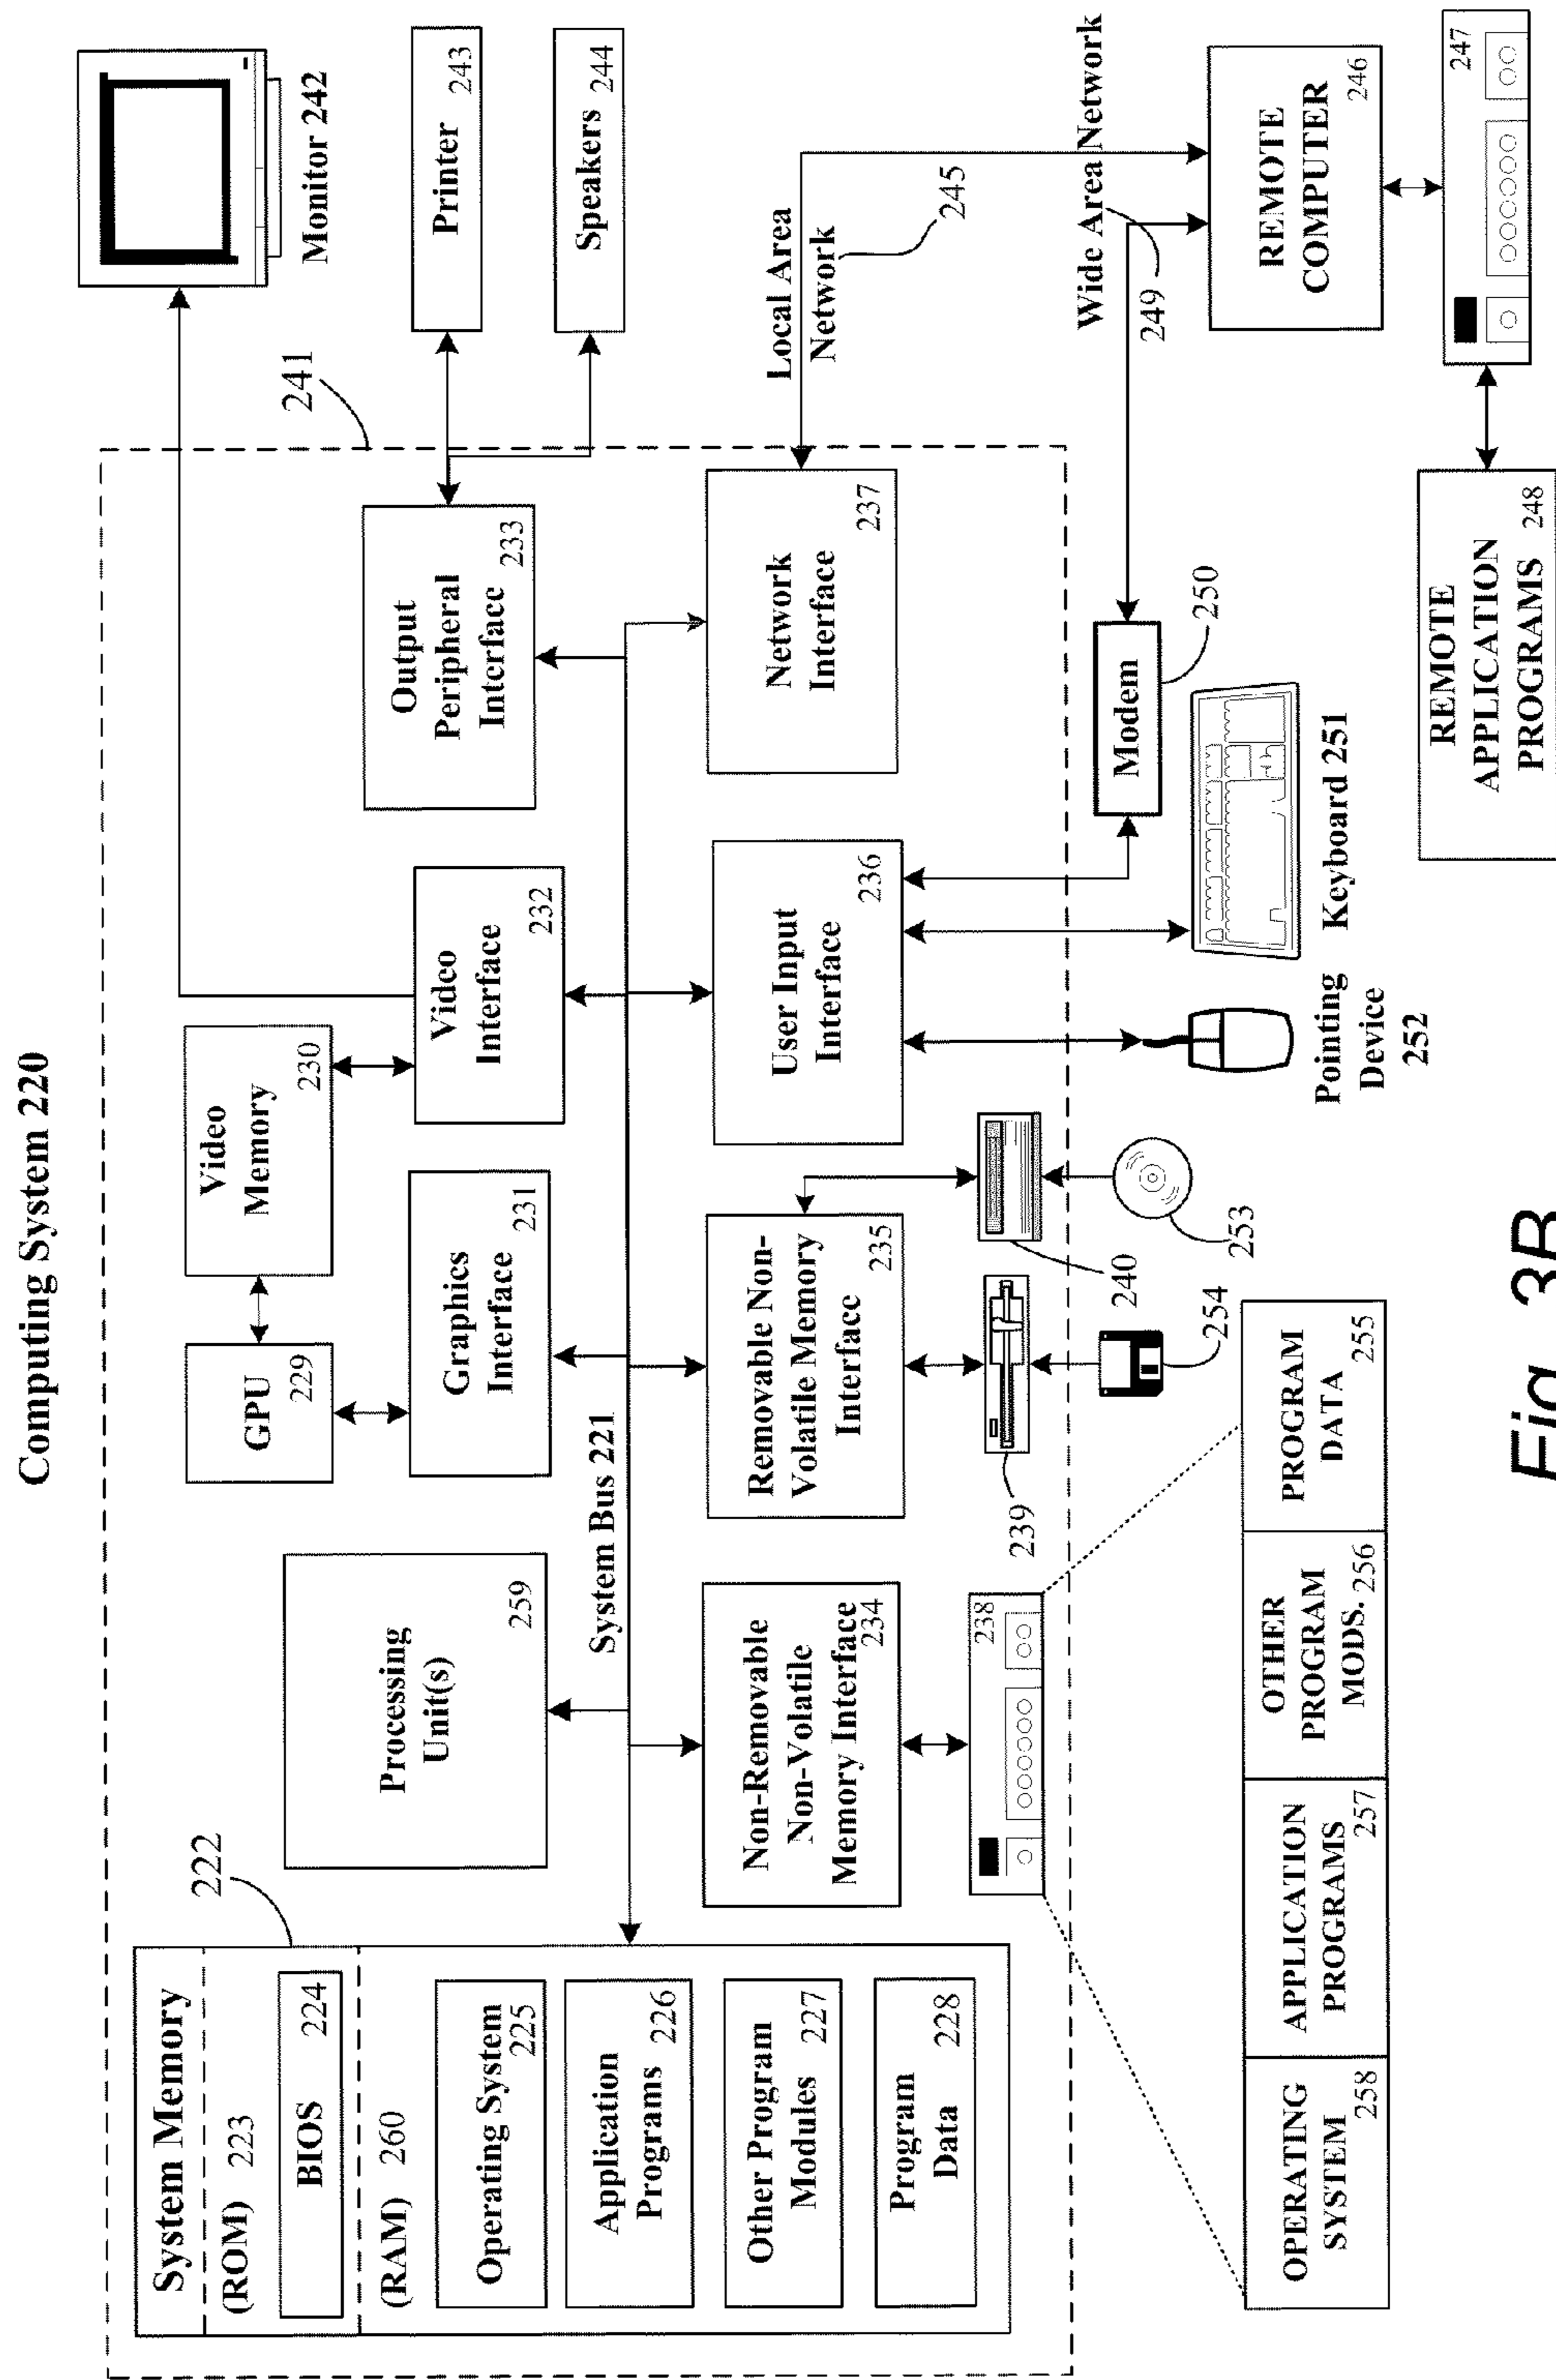 Computing System 220
222
241
System Memory
(ROM) 223
BIOS 224
(RAM) 260
Operating System
225
Application
Programs 226
Other Program
Modules 227
Program
Data 228
Processing
Unit(s)
259
GPU
229
Video
Memory
230
Graphics
Interface
231
Video
Interface
232
Output
Peripheral
Interface
233
Monitor 242
Printer
243
Speakers 244
System Bus 221
Non-Removable
Non-Volatile
Memory Interface
234
Removable Non-
Volatile Memory
Interface
235
User Input
Interface
236
Network
Interface
237
Local Area
Network
245
238
239
240
254
253
Pointing
Device
252
Keyboard 251
Modem
250
Wide Area Network
249
REMOTE
COMPUTER
246
247
REMOTE
APPLICATION
PROGRAMS 248
OPERATING
SYSTEM
258
APPLICATION
PROGRAMS
257
OTHER
PROGRAM
MODS. 256
PROGRAM
DATA
255
Fig. 3B